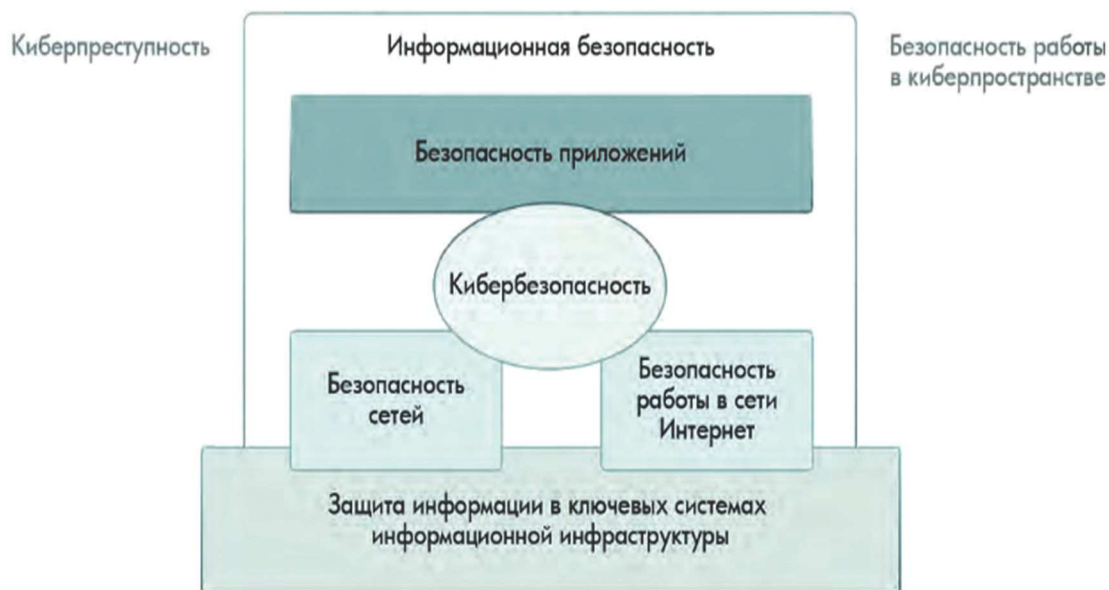 Киберпреступность
Информационная безопасность
Безопасность работы
в киберпространстве
Безопасность приложений
Кибербезопасность
Безопасность
сетей
Безопасность
работы в сети
Интернет
Защита информации в ключевых системах
информационной инфраструктуры